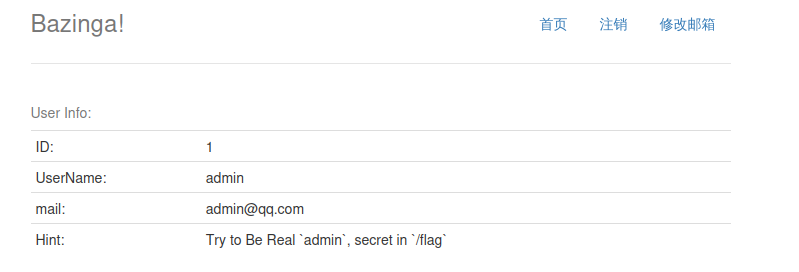 Bazinga! 首页 注销 修改邮箱
User Info:
ID: 1
UserName: admin
mail: admin@qq.com
Hint: Try to Be Real `admin`, secret in `/flag`